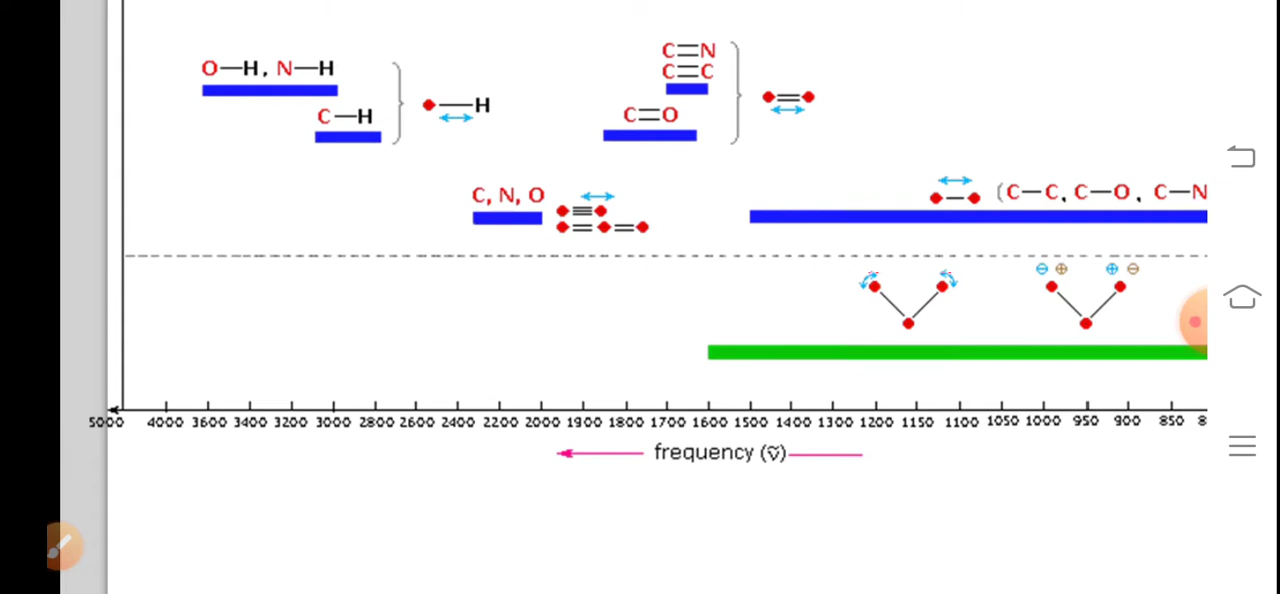 O—H, N—H
C—H
•—H
C=N
C=C
C=O
C, N, O
(C—C, C—O, C—N
⊖ ⊕ ⊕ ⊖
5000 4000 3600 3400 3200 3000 2800 2600 2400 2200 2000 1900 1800 1700 1600 1500 1400 1300 1200 1150 1100 1050 1000 950 900 850 8
frequency (ṽ)